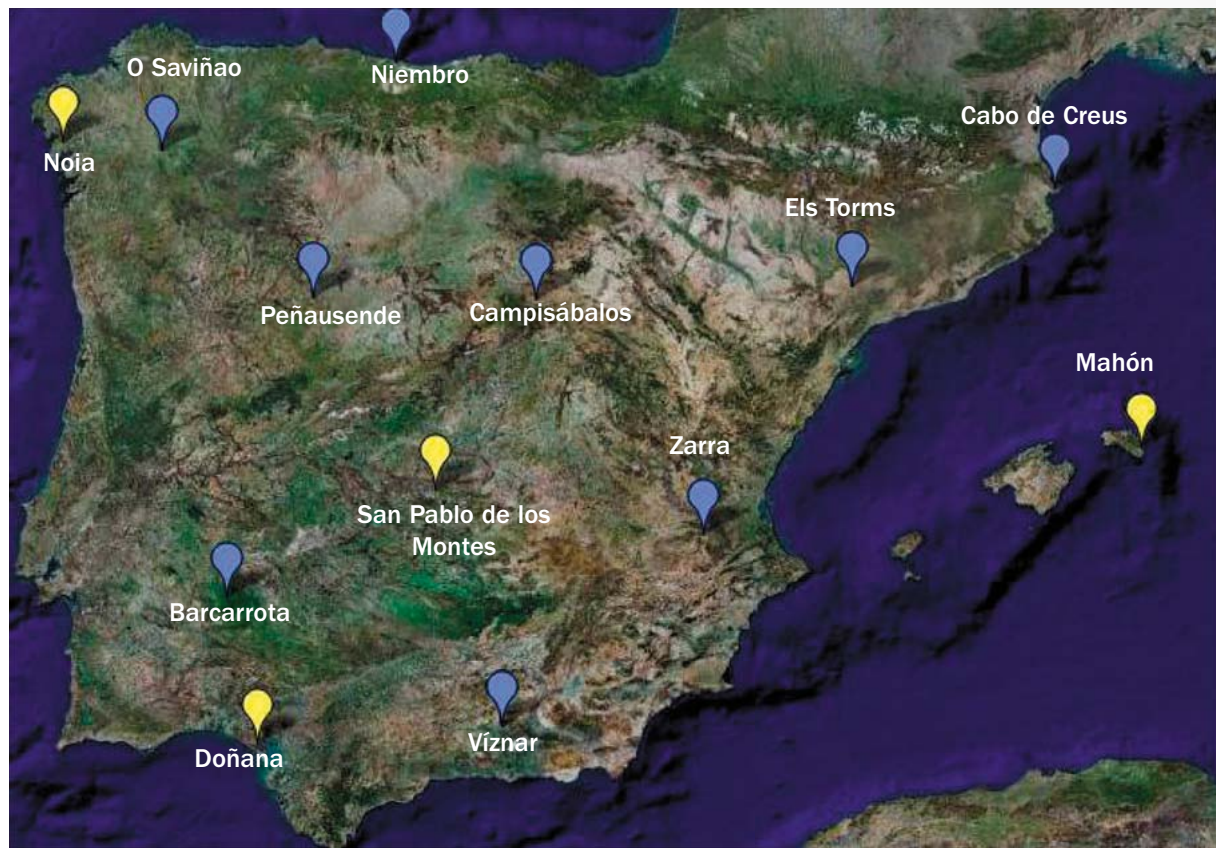 O Saviñao
Niembro
Cabo de Creus
Noia
Els Torms
Peñausende
Campisábalos
Mahón
Zarra
San Pablo de los
Montes
Barcarrota
Víznar
Doñana